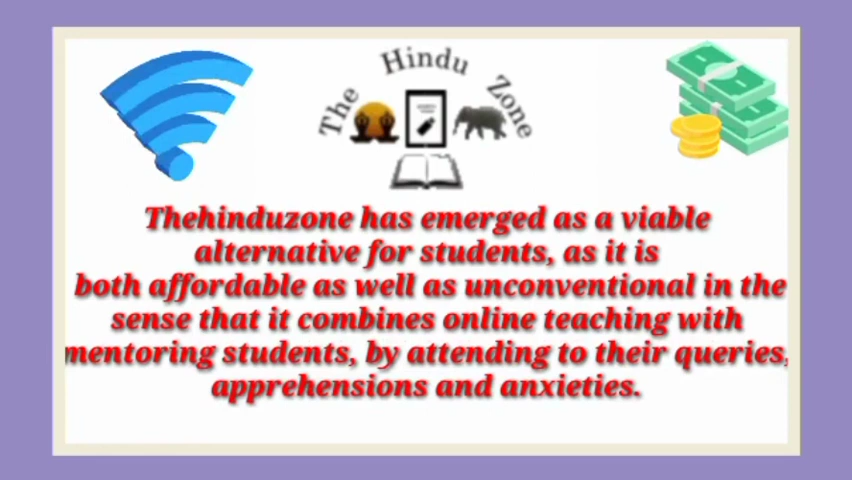 The Hindu Zone
Thehinduzone has emerged as a viable
alternative for students, as it is
both affordable as well as unconventional in the
sense that it combines online teaching with
mentoring students, by attending to their queries,
apprehensions and anxieties.